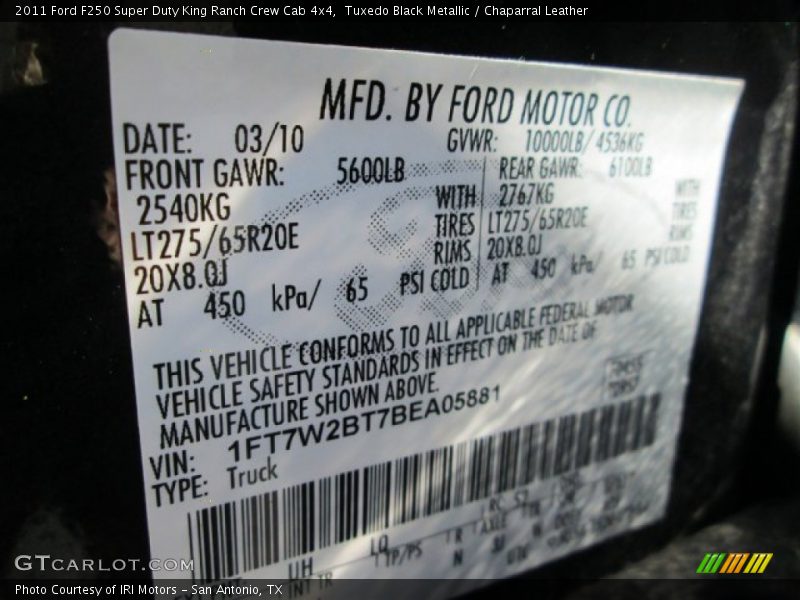 2011 Ford F250 Super Duty King Ranch Crew Cab 4x4, Tuxedo Black Metallic / Chaparral Leather
MFD. BY FORD MOTOR CO.
DATE: 03/10 GVWR: 10000LB/ 4536KG
FRONT GAWR: 5600LB REAR GAWR: 6100LB
2540KG WITH 2767KG WITH
LT275/65R20E TIRES LT275/65R20E TIRES
20X8.0J RIMS 20X8.0J RIMS
AT 450 kPa/ 65 PSI COLD AT 450 kPa/ 65 PSI COLD
THIS VEHICLE CONFORMS TO ALL APPLICABLE FEDERAL MOTOR
VEHICLE SAFETY STANDARDS IN EFFECT ON THE DATE OF
MANUFACTURE SHOWN ABOVE.
VIN: 1FT7W2BT7BEA05881
TYPE: Truck
GTCARLOT.COM
Photo Courtesy of IRI Motors – San Antonio, TX